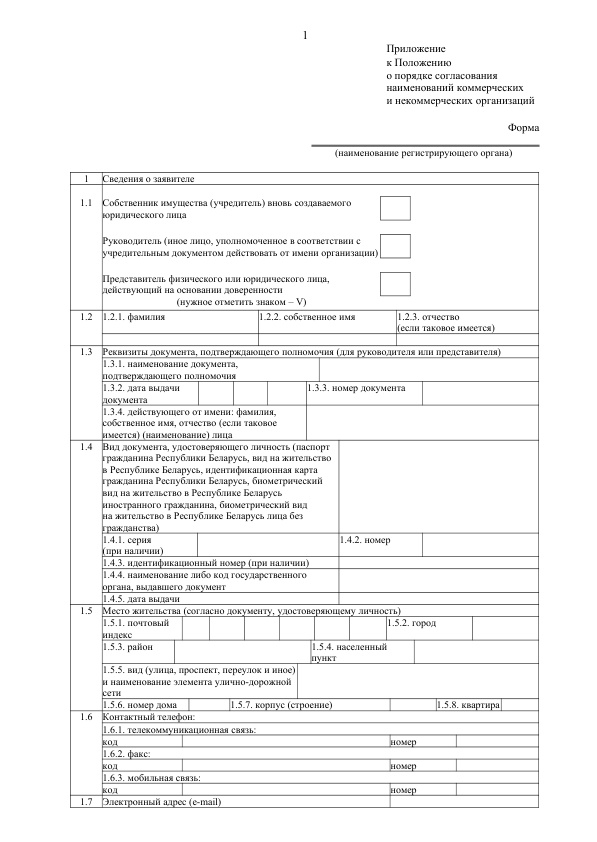 1
Приложение
к Положению
о порядке согласования
наименований коммерческих
и некоммерческих организаций
Форма
(наименование регистрирующего органа)
1 Сведения о заявителе
1.1 Собственник имущества (учредитель) вновь создаваемого
юридического лица
Руководитель (иное лицо, уполномоченное в соответствии с
учредительным документом действовать от имени организации)
Представитель физического или юридического лица,
действующий на основании доверенности
(нужное отметить знаком – V)
1.2 1.2.1. фамилия 1.2.2. собственное имя 1.2.3. отчество
(если таковое имеется)
1.3 Реквизиты документа, подтверждающего полномочия (для руководителя или представителя)
1.3.1. наименование документа,
подтверждающего полномочия
1.3.2. дата выдачи 1.3.3. номер документа
документа
1.3.4. действующего от имени: фамилия,
собственное имя, отчество (если таковое
имеется) (наименование) лица
1.4 Вид документа, удостоверяющего личность (паспорт
гражданина Республики Беларусь, вид на жительство
в Республике Беларусь, идентификационная карта
гражданина Республики Беларусь, биометрический
вид на жительство в Республике Беларусь
иностранного гражданина, биометрический вид
на жительство в Республике Беларусь лица без
гражданства)
1.4.1. серия 1.4.2. номер
(при наличии)
1.4.3. идентификационный номер (при наличии)
1.4.4. наименование либо код государственного
органа, выдавшего документ
1.4.5. дата выдачи
1.5 Место жительства (согласно документу, удостоверяющему личность)
1.5.1. почтовый 1.5.2. город
индекс
1.5.3. район 1.5.4. населенный
пункт
1.5.5. вид (улица, проспект, переулок и иное)
и наименование элемента улично-дорожной
сети
1.5.6. номер дома 1.5.7. корпус (строение) 1.5.8. квартира
1.6 Контактный телефон:
1.6.1. телекоммуникационная связь:
код номер
1.6.2. факс:
код номер
1.6.3. мобильная связь:
код номер
1.7 Электронный адрес (e-mail)